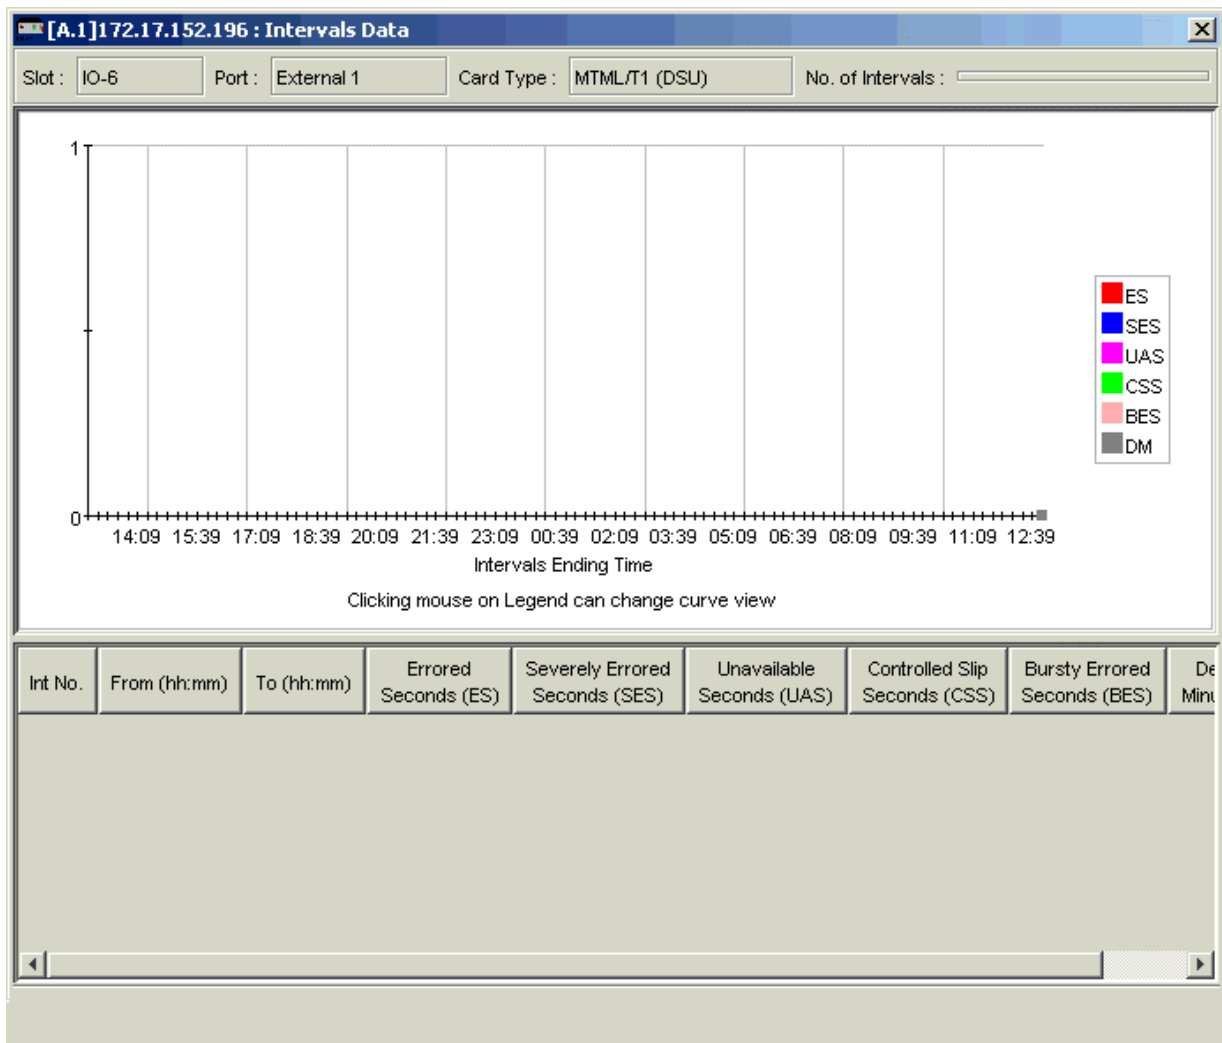 [A.1]172.17.152.196 : Intervals Data
Slot : IO-6 Port : External 1 Card Type : MTML/T1 (DSU) No. of Intervals :
1
ES
SES
UAS
CSS
BES
DM
0
14:09 15:39 17:09 18:39 20:09 21:39 23:09 00:39 02:09 03:39 05:09 06:39 08:09 09:39 11:09 12:39
Intervals Ending Time
Clicking mouse on Legend can change curve view
Int No. From (hh:mm) To (hh:mm) Errored Seconds (ES) Severely Errored Seconds (SES) Unavailable Seconds (UAS) Controlled Slip Seconds (CSS) Bursty Errored Seconds (BES)